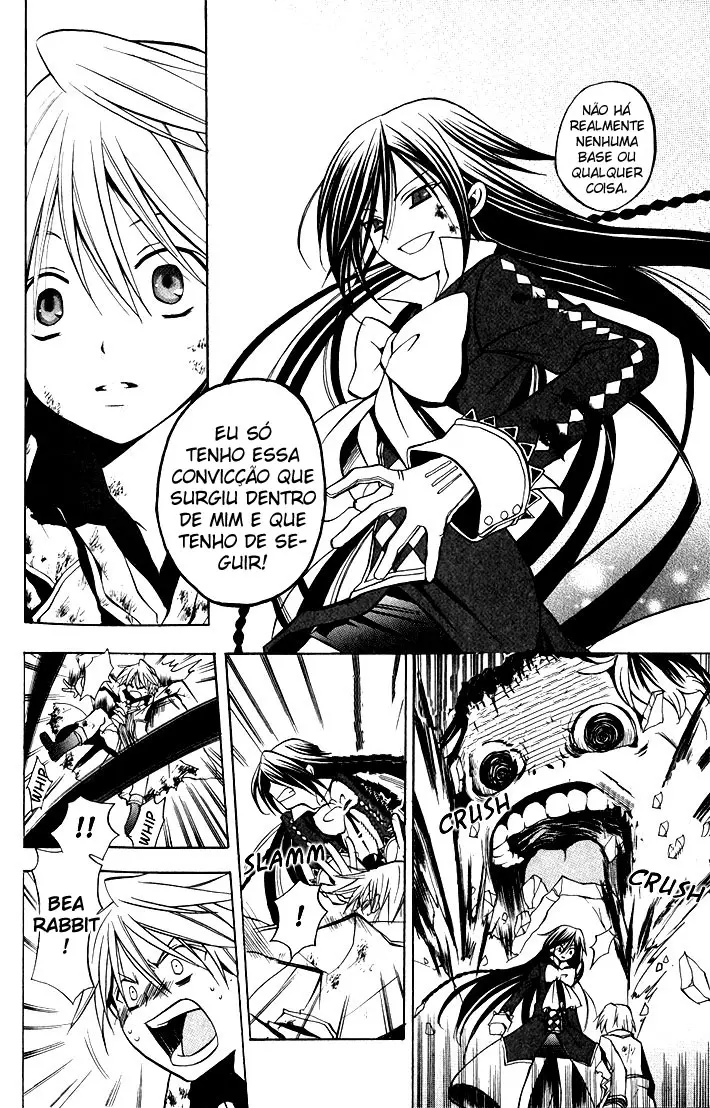 NÃO HÁ
REALMENTE
NENHUMA
BASE OU
QUALQUER
COISA.
EU SÓ
TENHO ESSA
CONVICÇÃO QUE
SURGIU DENTRO
DE MIM E QUE
TENHO DE SE-
GUIR!
CRUSH
CRUSH
SLAMM
!
WHIP
WHIP
!!
BEA
RABBIT
!